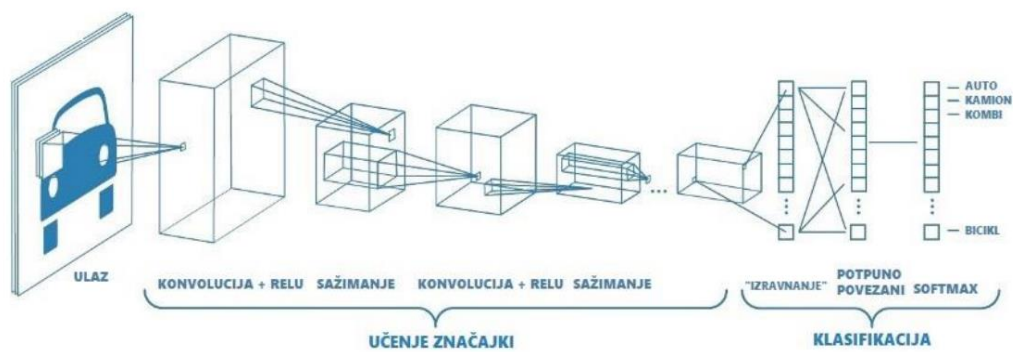 AUTO
KAMION
KOMBI
BICIKL
ULAZ
KONVOLUCIJA + RELU SAŽIMANJE KONVOLUCIJA + RELU SAŽIMANJE
"IZRAVNANJE"
POTPUNO
POVEZANI
SOFTMAX
UČENJE ZNAČAJKI
KLASIFIKACIJA